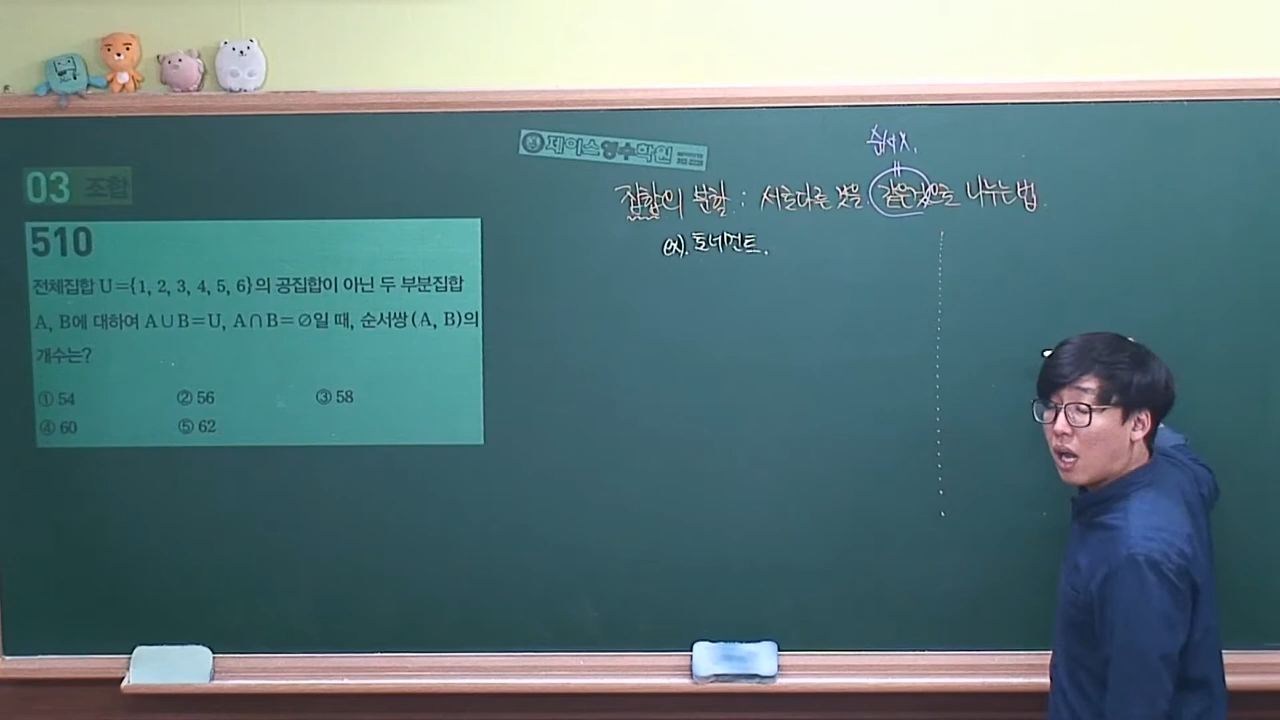 제이스영수학원
순서X.
03 조합
집합의 분할 : 서로다른 것을 같은것으로 나누는법.
ex). 토너먼트.
510
전체집합 U={1, 2, 3, 4, 5, 6}의 공집합이 아닌 두 부분집합
A, B에 대하여 A∪B=U, A∩B=∅일 때, 순서쌍 (A, B)의
개수는?
① 54 ② 56 ③ 58
④ 60 ⑤ 62